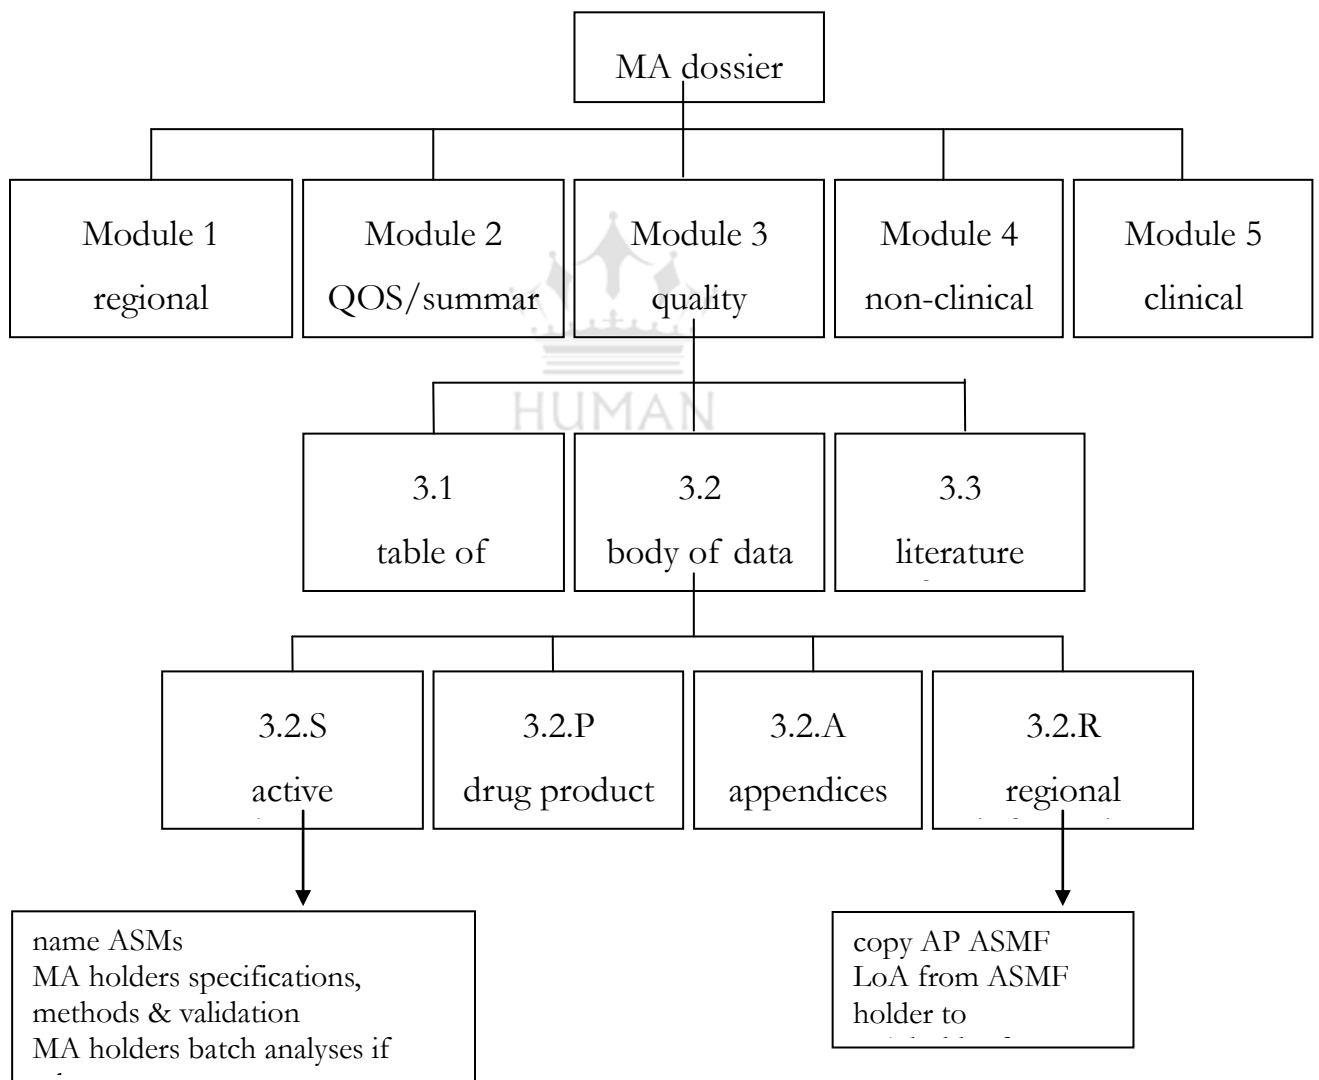 MA dossier
Module 1
regional
Module 2
QOS/summar
Module 3
quality
Module 4
non-clinical
Module 5
clinical
HUMAN
3.1
table of
3.2
body of data
3.3
literature
3.2.S
active
3.2.P
drug product
3.2.A
appendices
3.2.R
regional
name ASMs
MA holders specifications,
methods & validation
MA holders batch analyses if
copy AP ASMF
LoA from ASMF
holder to